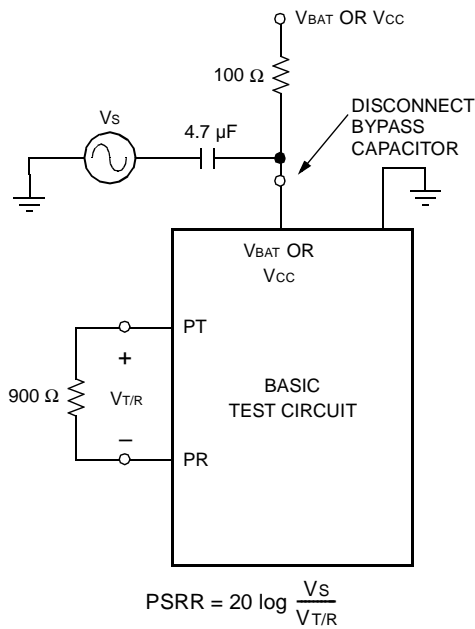 VBAT OR VCC
100 Ω
VS
4.7 µF
DISCONNECT
BYPASS
CAPACITOR
VBAT OR
VCC
PT
+
900 Ω
VT/R
BASIC
TEST CIRCUIT
–
PR
PSRR = 20 log VS
VT/R